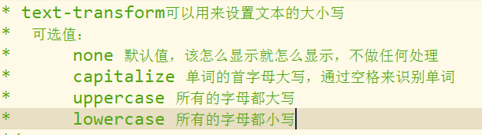 * text-transform可以用来设置文本的大小写
* 可选值:
* none 默认值，该怎么显示就怎么显示，不做任何处理
* capitalize 单词的首字母大写，通过空格来识别单词
* uppercase 所有的字母都大写
* lowercase 所有的字母都小写